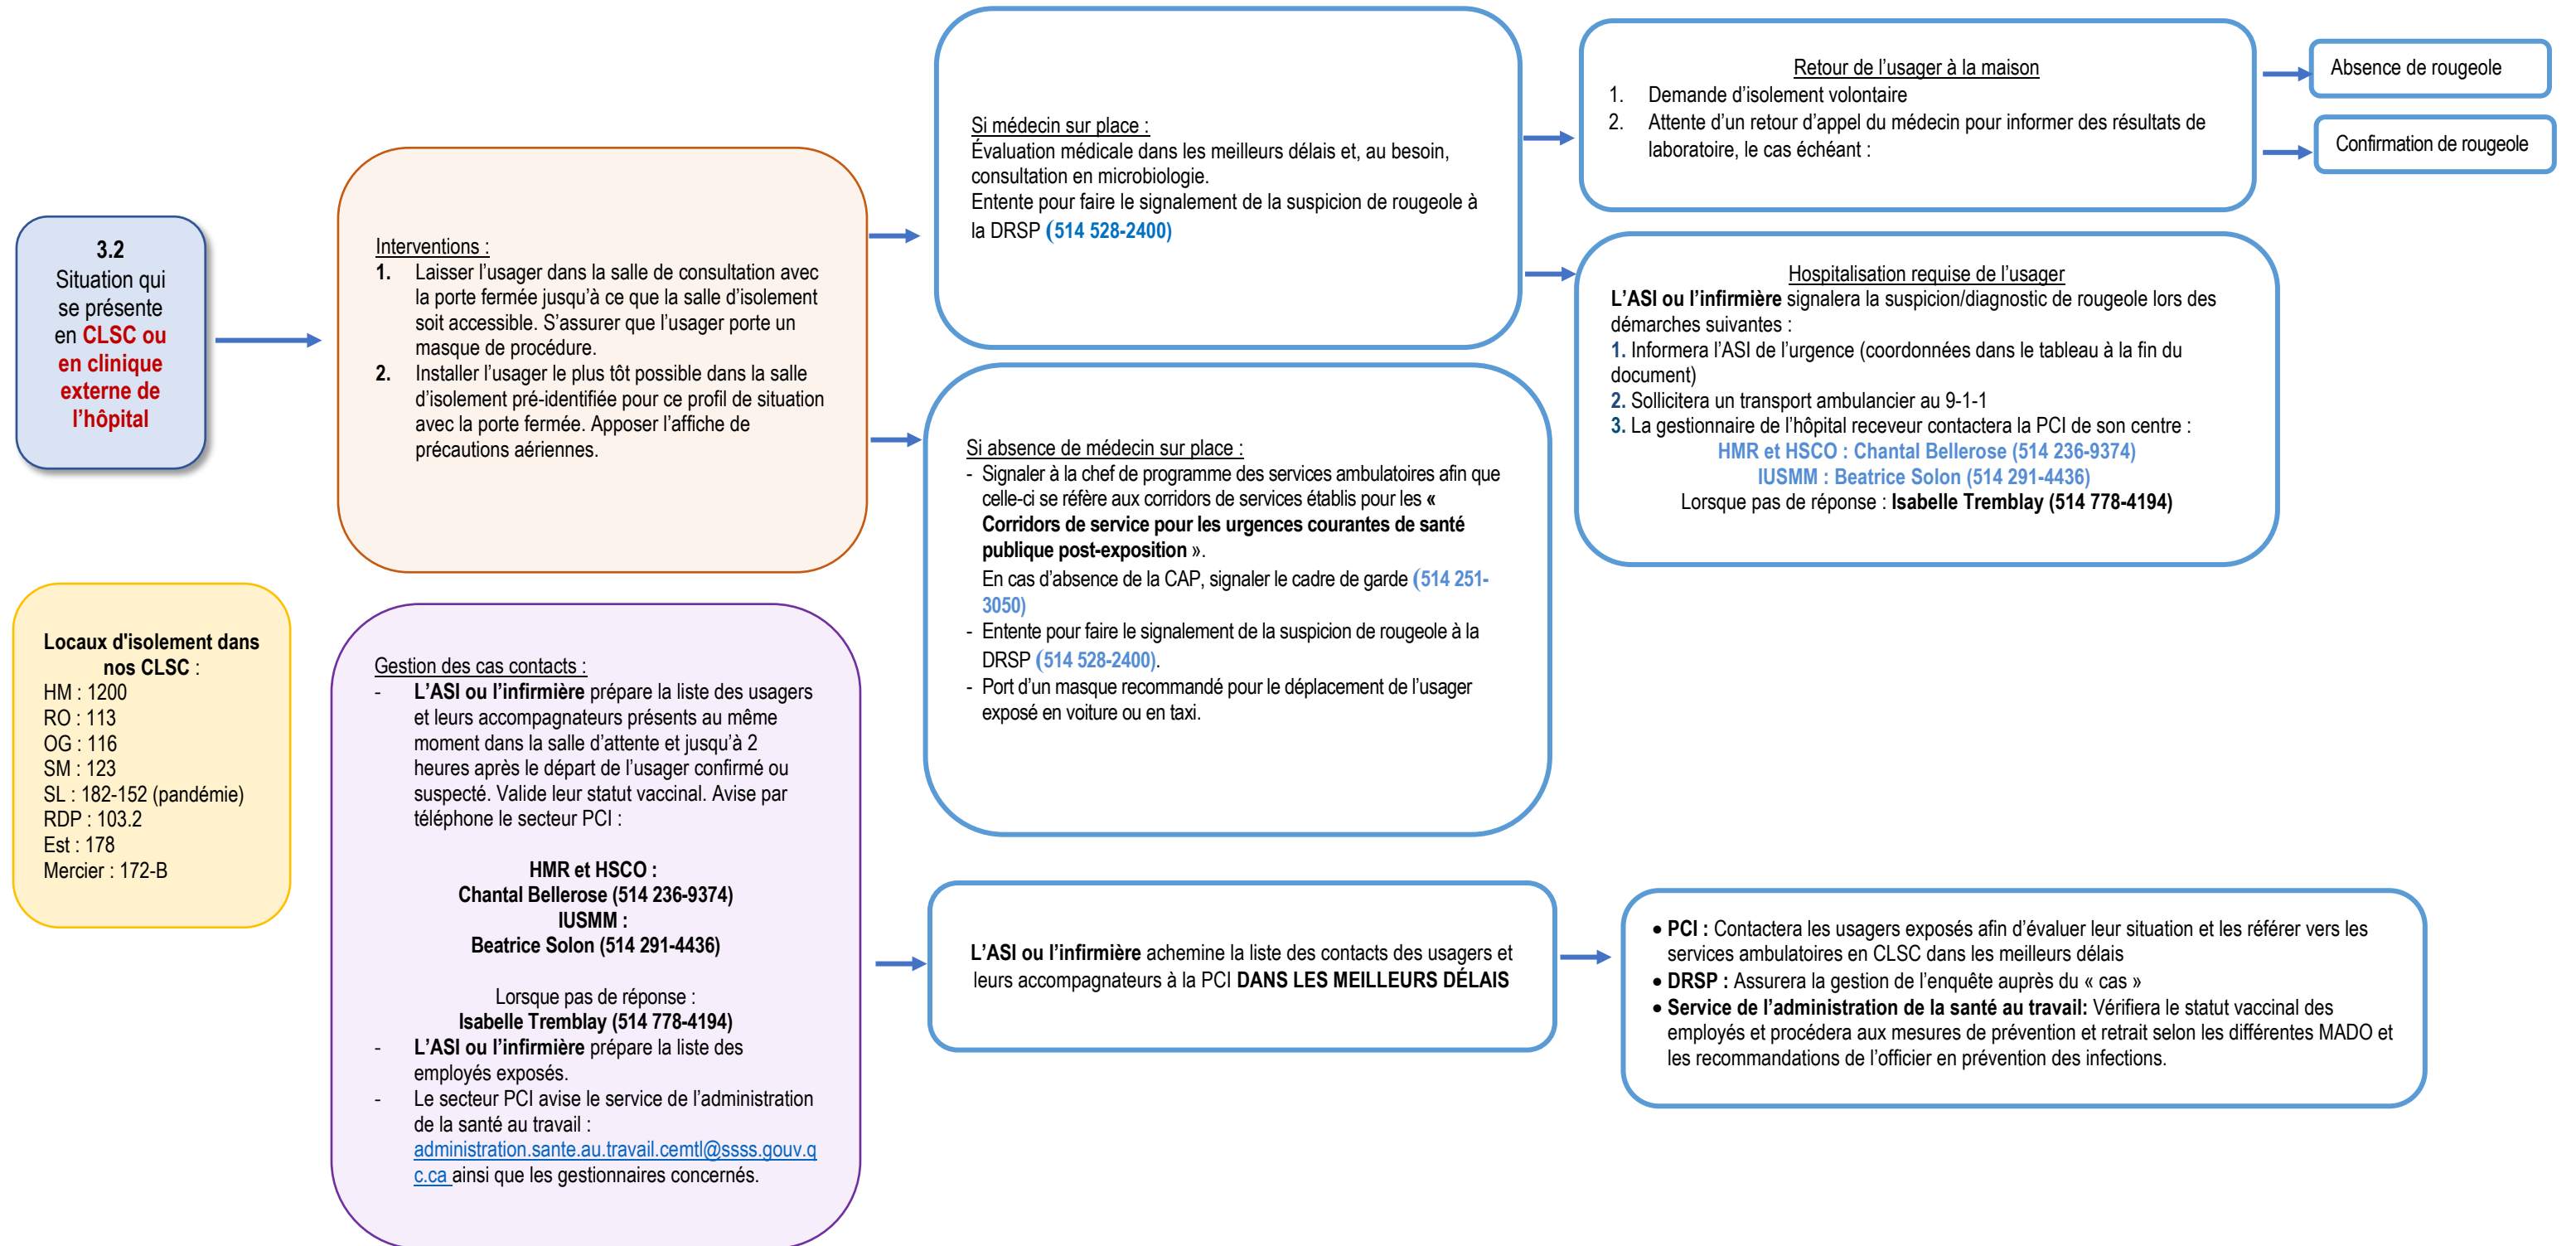 3.2
Situation qui
se présente
en CLSC ou
en clinique
externe de
l'hôpital
Locaux d'isolement dans
nos CLSC :
HM : 1200
RO : 113
OG : 116
SM : 123
SL : 182-152 (pandémie)
RDP : 103.2
Est : 178
Mercier : 172-B
Interventions :
1. Laisser l'usager dans la salle de consultation avec
la porte fermée jusqu'à ce que la salle d'isolement
soit accessible. S'assurer que l'usager porte un
masque de procédure.
2. Installer l'usager le plus tôt possible dans la salle
d'isolement pré-identifiée pour ce profil de situation
avec la porte fermée. Apposer l'affiche de
précautions aériennes.
Si médecin sur place :
Évaluation médicale dans les meilleurs délais et, au besoin,
consultation en microbiologie.
Entente pour faire le signalement de la suspicion de rougeole à
la DRSP (514 528-2400)
Retour de l'usager à la maison
1. Demande d'isolement volontaire
2. Attente d'un retour d'appel du médecin pour informer des résultats de
laboratoire, le cas échéant :
Absence de rougeole
Confirmation de rougeole
Hospitalisation requise de l'usager
L'ASI ou l'infirmière signalera la suspicion/diagnostic de rougeole lors des
démarches suivantes :
1. Informera l'ASI de l'urgence (coordonnées dans le tableau à la fin du
document)
2. Sollicitera un transport ambulancier au 9-1-1
3. La gestionnaire de l'hôpital receveur contactera la PCI de son centre :
HMR et HSCO : Chantal Bellerose (514 236-9374)
IUSMM : Beatrice Solon (514 291-4436)
Lorsque pas de réponse : Isabelle Tremblay (514 778-4194)
Si absence de médecin sur place :
- Signaler à la chef de programme des services ambulatoires afin que
celle-ci se réfère aux corridors de services établis pour les «
Corridors de service pour les urgences courantes de santé
publique post-exposition ».
En cas d'absence de la CAP, signaler le cadre de garde (514 251-
3050)
- Entente pour faire le signalement de la suspicion de rougeole à la
DRSP (514 528-2400).
- Port d'un masque recommandé pour le déplacement de l'usager
exposé en voiture ou en taxi.
Gestion des cas contacts :
- L'ASI ou l'infirmière prépare la liste des usagers
et leurs accompagnateurs présents au même
moment dans la salle d'attente et jusqu'à 2
heures après le départ de l'usager confirmé ou
suspecté. Valide leur statut vaccinal. Avise par
téléphone le secteur PCI :
HMR et HSCO :
Chantal Bellerose (514 236-9374)
IUSMM :
Beatrice Solon (514 291-4436)
Lorsque pas de réponse :
Isabelle Tremblay (514 778-4194)
- L'ASI ou l'infirmière prépare la liste des
employés exposés.
- Le secteur PCI avise le service de l'administration
de la santé au travail :
administration.sante.au.travail.cemtl@ssss.gouv.q
c.ca ainsi que les gestionnaires concernés.
L'ASI ou l'infirmière achemine la liste des contacts des usagers et
leurs accompagnateurs à la PCI DANS LES MEILLEURS DÉLAIS
• PCI : Contactera les usagers exposés afin d'évaluer leur situation et les référer vers les
services ambulatoires en CLSC dans les meilleurs délais
• DRSP : Assurera la gestion de l'enquête auprès du « cas »
• Service de l'administration de la santé au travail: Vérifiera le statut vaccinal des
employés et procédera aux mesures de prévention et retrait selon les différentes MADO et
les recommandations de l'officier en prévention des infections.